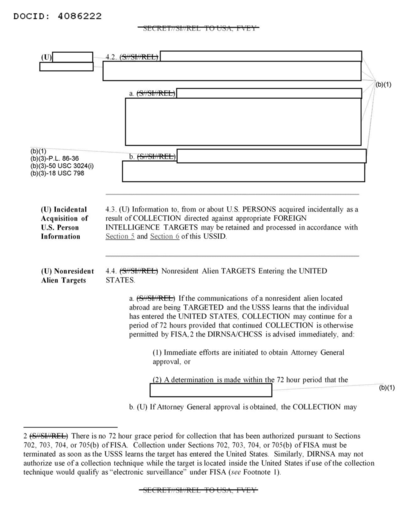 DOCID: 4086222
SECRET//SI//REL TO USA, FVEY
(U)
4.2. (S//SI//REL)
(b)(1)
a. (S//SI//REL)
(b)(1)
(b)(3)-P.L. 86-36
(b)(3)-50 USC 3024(i)
(b)(3)-18 USC 798
b. (S//SI//REL)
(U) Incidental
Acquisition of
U.S. Person
Information
4.3. (U) Information to, from or about U.S. PERSONS acquired incidentally as a
result of COLLECTION directed against appropriate FOREIGN
INTELLIGENCE TARGETS may be retained and processed in accordance with
Section 5 and Section 6 of this USSID.
(U) Nonresident
Alien Targets
4.4. (S//SI//REL) Nonresident Alien TARGETS Entering the UNITED
STATES.
a. (S//SI//REL) If the communications of a nonresident alien located
abroad are being TARGETED and the USSS learns that the individual
has entered the UNITED STATES, COLLECTION may continue for a
period of 72 hours provided that continued COLLECTION is otherwise
permitted by FISA,2 the DIRNSA/CHCSS is advised immediately, and:
(1) Immediate efforts are initiated to obtain Attorney General
approval, or
(2) A determination is made within the 72 hour period that the
(b)(1)
b. (U) If Attorney General approval is obtained, the COLLECTION may
2 (S//SI//REL) There is no 72 hour grace period for collection that has been authorized pursuant to Sections
702, 703, 704, or 705(b) of FISA. Collection under Sections 702, 703, 704, or 705(b) of FISA must be
terminated as soon as the USSS learns the target has entered the United States. Similarly, DIRNSA may not
authorize use of a collection technique while the target is located inside the United States if use of the collection
technique would qualify as "electronic surveillance" under FISA (see Footnote 1).
SECRET//SI//REL TO USA, FVEY